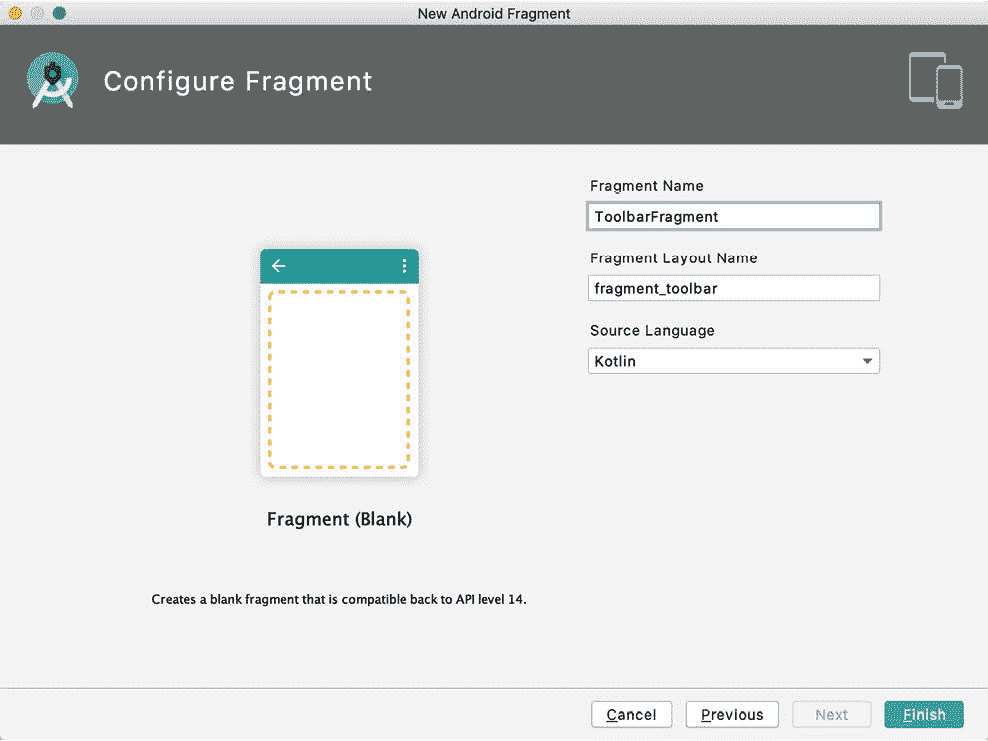 New Android Fragment
Configure Fragment
Fragment Name
ToolbarFragment
Fragment Layout Name
fragment_toolbar
Source Language
Kotlin
Fragment (Blank)
Creates a blank fragment that is compatible back to API level 14.
Cancel
Previous
Next
Finish